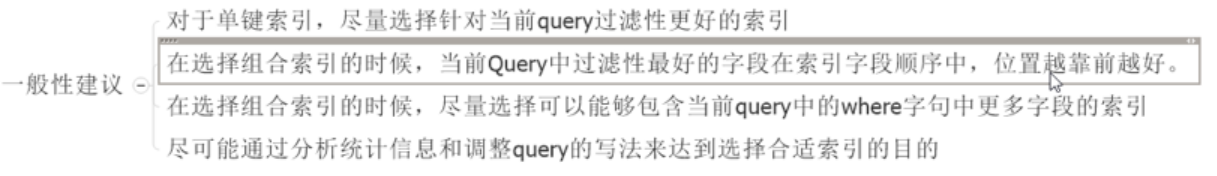 对于单键索引，尽量选择针对当前query过滤性更好的索引
在选择组合索引的时候，当前Query中过滤性最好的字段在索引字段顺序中，位置越靠前越好。
一般性建议
在选择组合索引的时候，尽量选择可以能够包含当前query中的where字句中更多字段的索引
尽可能通过分析统计信息和调整query的写法来达到选择合适索引的目的